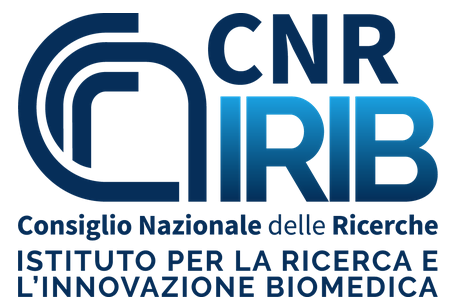 CNR
IRIB
Consiglio Nazionale delle Ricerche
ISTITUTO PER LA RICERCA E
L'INNOVAZIONE BIOMEDICA